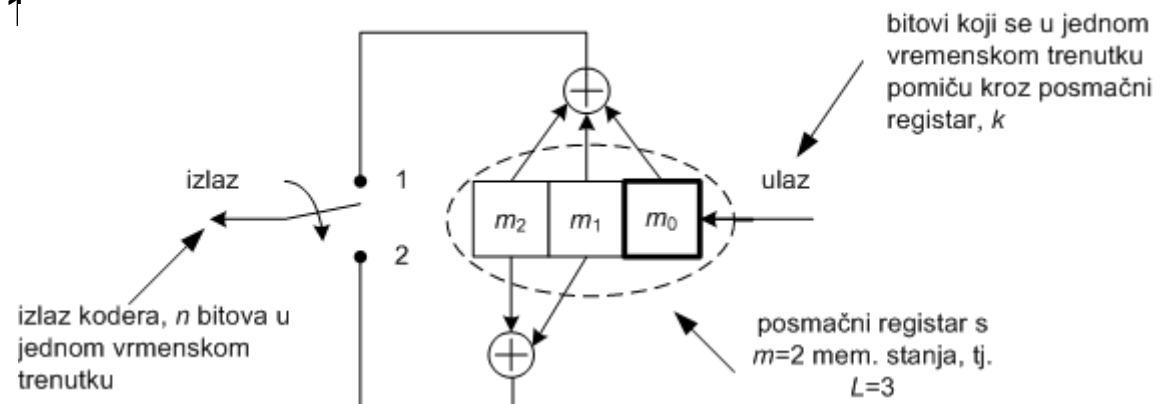 bitovi koji se u jednom
vremenskom trenutku
pomiču kroz posmačni
registar, k
izlaz
1
ulaz
m2
m1
m0
2
izlaz kodera, n bitova u
jednom vrmenskom
trenutku
posmačni registar s
m=2 mem. stanja, tj.
L=3